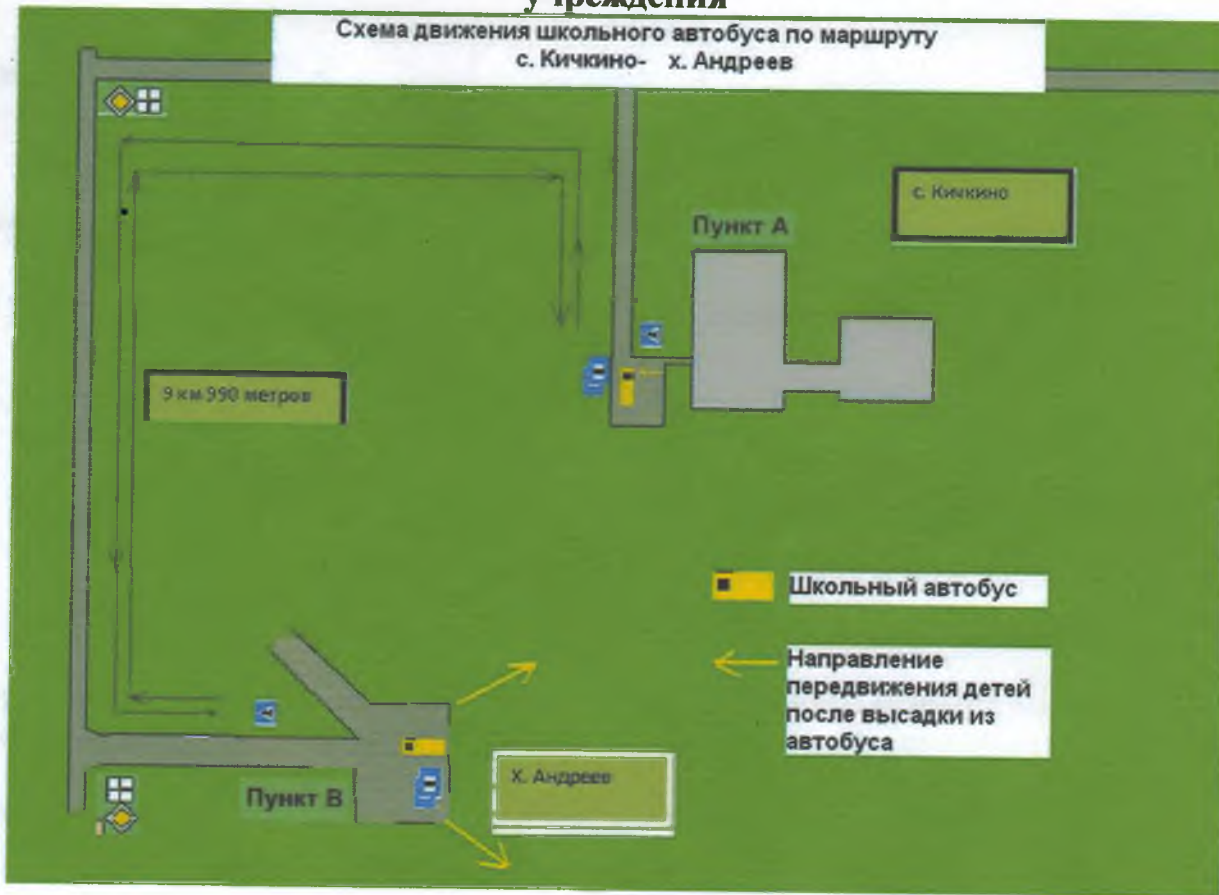 учреждения
Схема движения школьного автобуса по маршруту
с. Кичкино- х. Андреев
с. Кичкино
Пункт А
9 км 990 метров
Школьный автобус
Направление
передвижения детей
после высадки из
автобуса
Х. Андреев
Пункт В